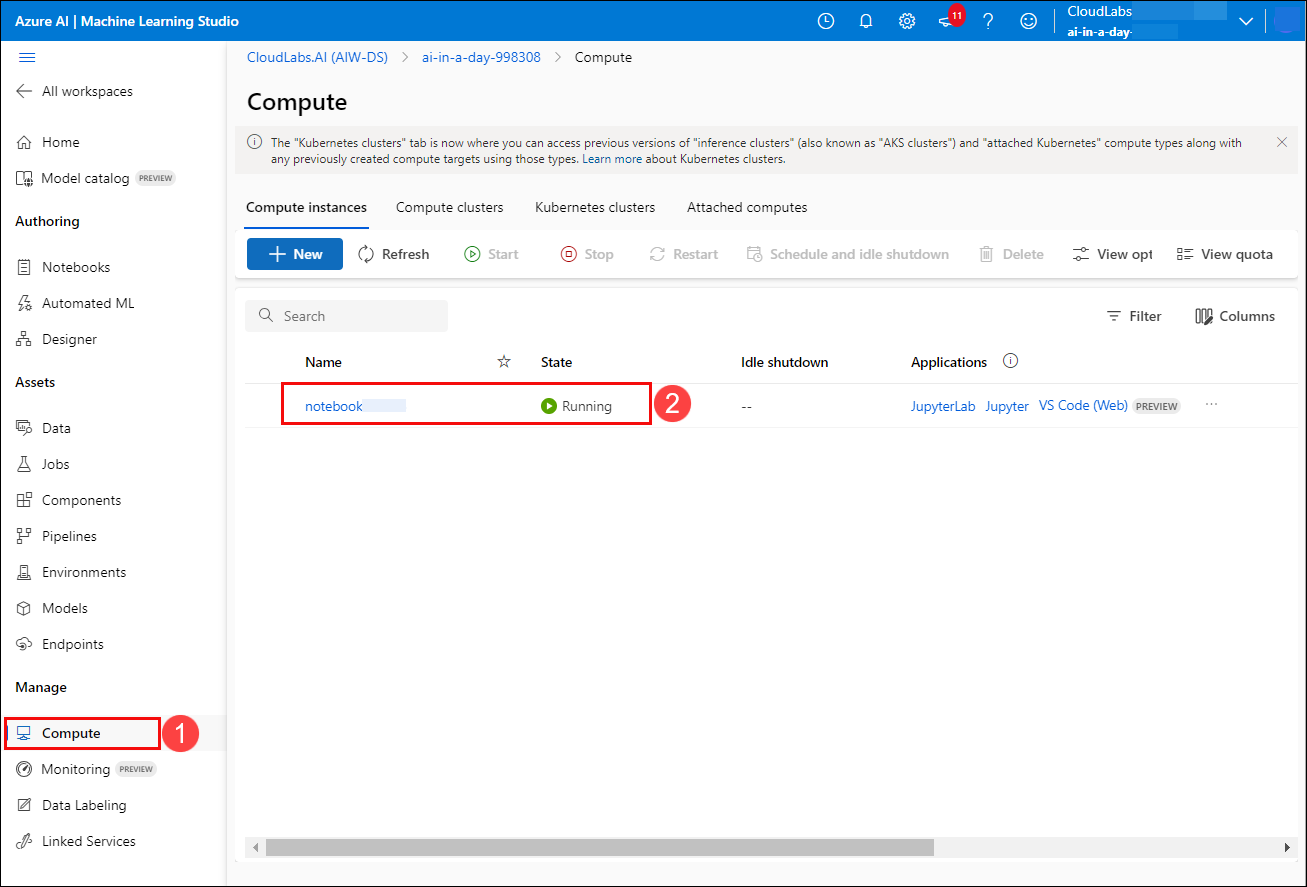 Azure AI | Machine Learning Studio
11
?
CloudLabs
ai-in-a-day-
All workspaces
Home
Model catalog PREVIEW
Authoring
Notebooks
Automated ML
Designer
Assets
Data
Jobs
Components
Pipelines
Environments
Models
Endpoints
Manage
Compute
1
Monitoring PREVIEW
Data Labeling
Linked Services
CloudLabs.AI (AIW-DS) > ai-in-a-day-998308 > Compute
Compute
The "Kubernetes clusters" tab is now where you can access previous versions of "inference clusters" (also known as "AKS clusters") and "attached Kubernetes" compute types along with
any previously created compute targets using those types. Learn more about Kubernetes clusters.
Compute instances Compute clusters Kubernetes clusters Attached computes
+ New Refresh Start Stop Restart Schedule and idle shutdown Delete View opt View quota
Search Filter Columns
Name State Idle shutdown Applications
notebook Running 2 -- JupyterLab Jupyter VS Code (Web) PREVIEW ...